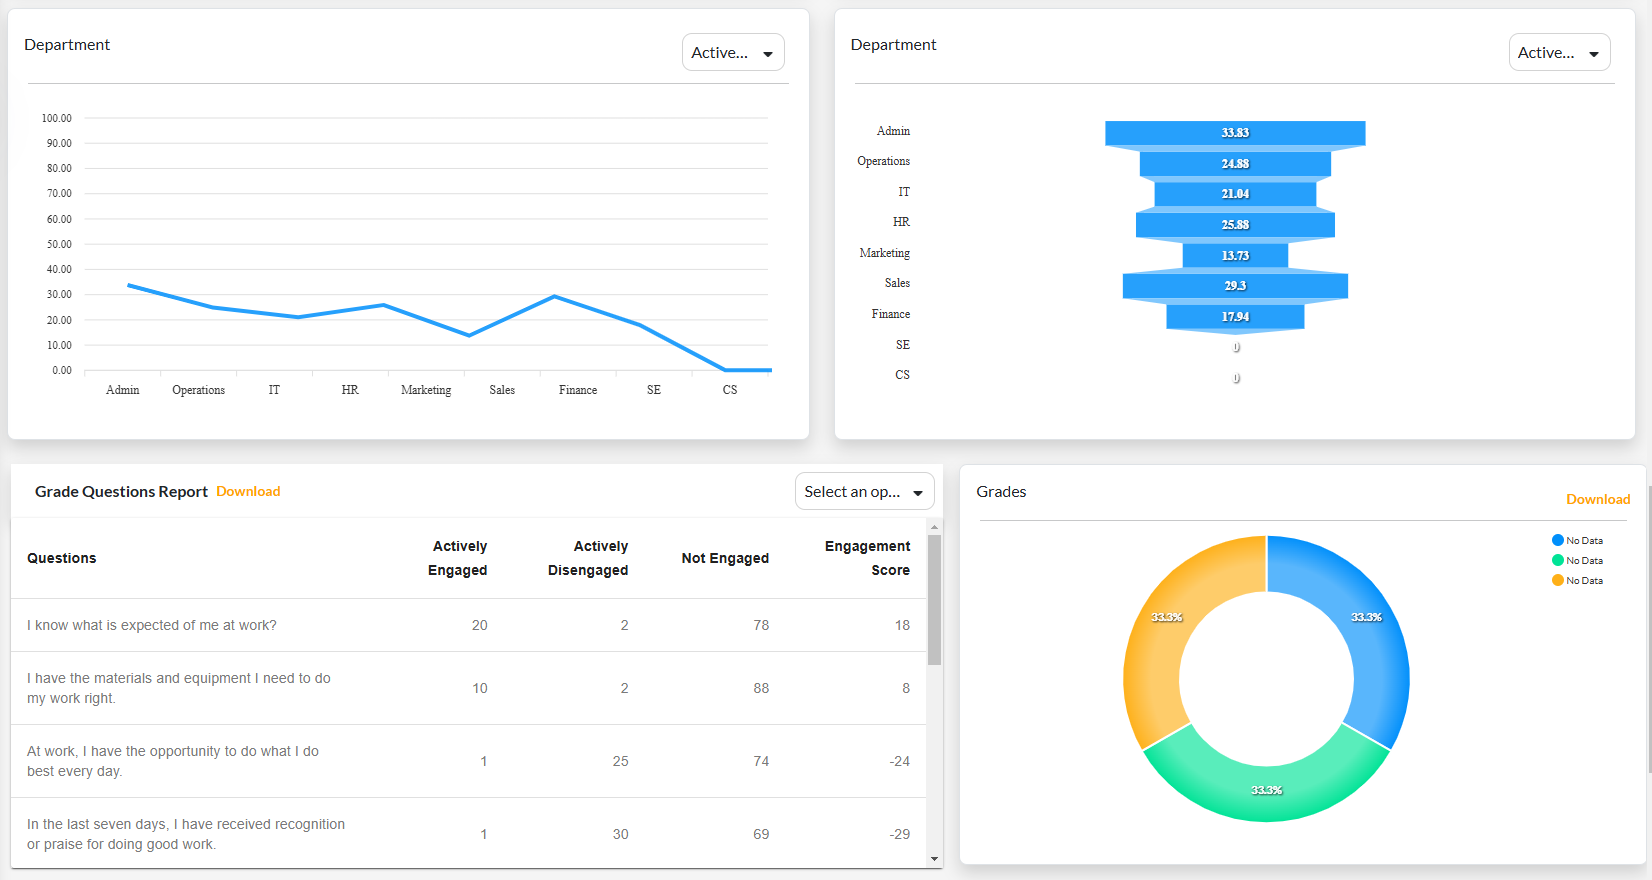 Department
Active...
100.00
90.00
80.00
70.00
60.00
50.00
40.00
30.00
20.00
10.00
0.00
Admin Operations IT HR Marketing Sales Finance SE CS
Department
Active...
Admin 33.83
Operations 24.88
IT 21.04
HR 25.88
Marketing 13.73
Sales 29.3
Finance 17.94
SE 0
CS 0
Grade Questions Report Download
Select an op...
Questions
Actively
Engaged
Actively
Disengaged
Not Engaged
Engagement
Score
I know what is expected of me at work? 20 2 78 18
I have the materials and equipment I need to do
my work right.
10 2 88 8
At work, I have the opportunity to do what I do
best every day.
1 25 74 -24
In the last seven days, I have received recognition
or praise for doing good work.
1 30 69 -29
Grades
Download
No Data
No Data
No Data
33.3%
33.3%
33.3%